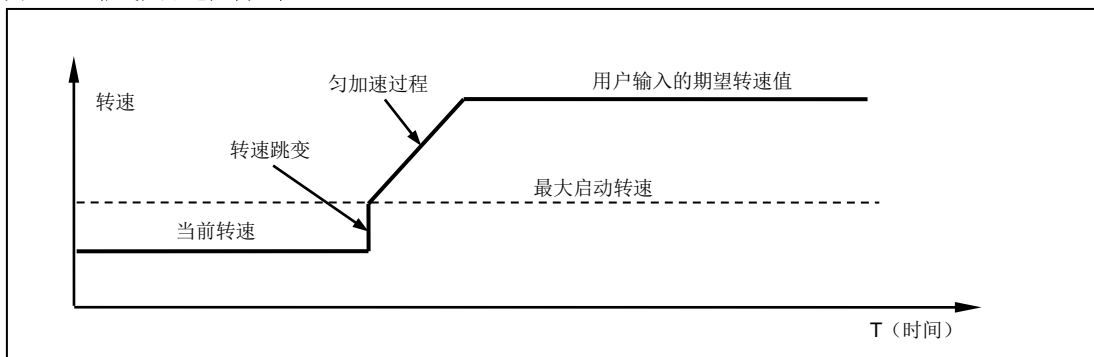 转速
匀加速过程
用户输入的期望转速值
转速跳变
最大启动转速
当前转速
T（时间）